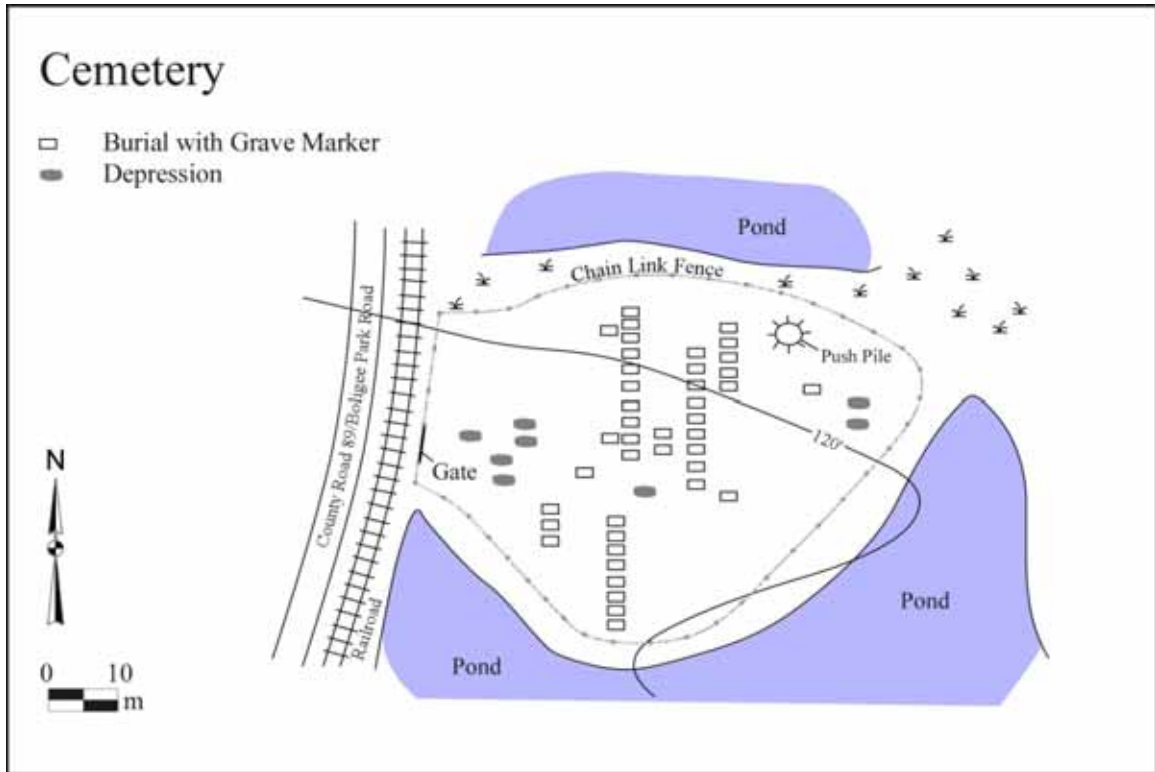 Cemetery
Burial with Grave Marker
Depression
Pond
Chain Link Fence
County Road 89/Boligee Park Road
Push Pile
120'
Gate
N
Railroad
Pond
Pond
0 10
m